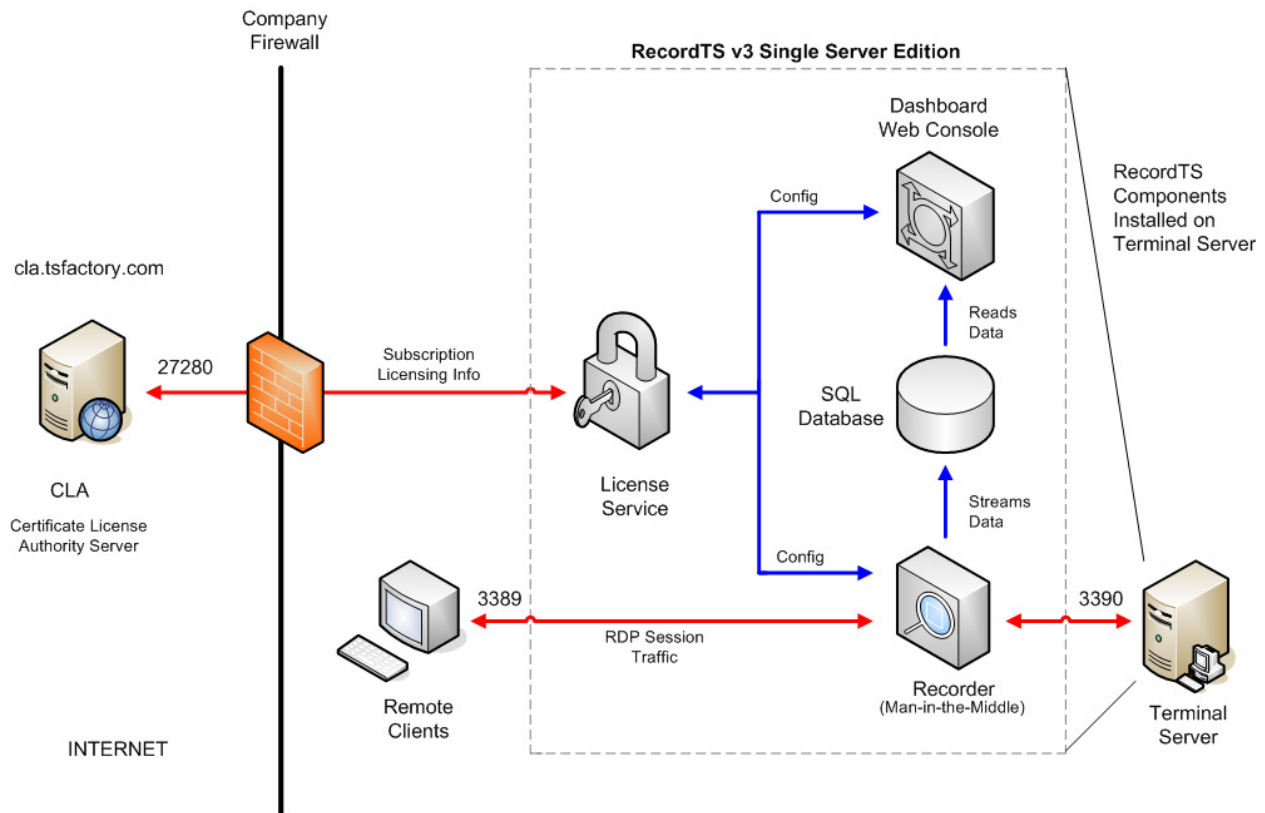 Company
Firewall
RecordTS v3 Single Server Edition
Dashboard
Web Console
RecordTS
Components
Installed on
Terminal Server
Config
cla.tsfactory.com
27280
Subscription
Licensing Info
Reads
Data
SQL
Database
CLA
Certificate License
Authority Server
License
Service
Streams
Data
Config
3389
RDP Session
Traffic
3390
Remote
Clients
Recorder
(Man-in-the-Middle)
Terminal
Server
INTERNET